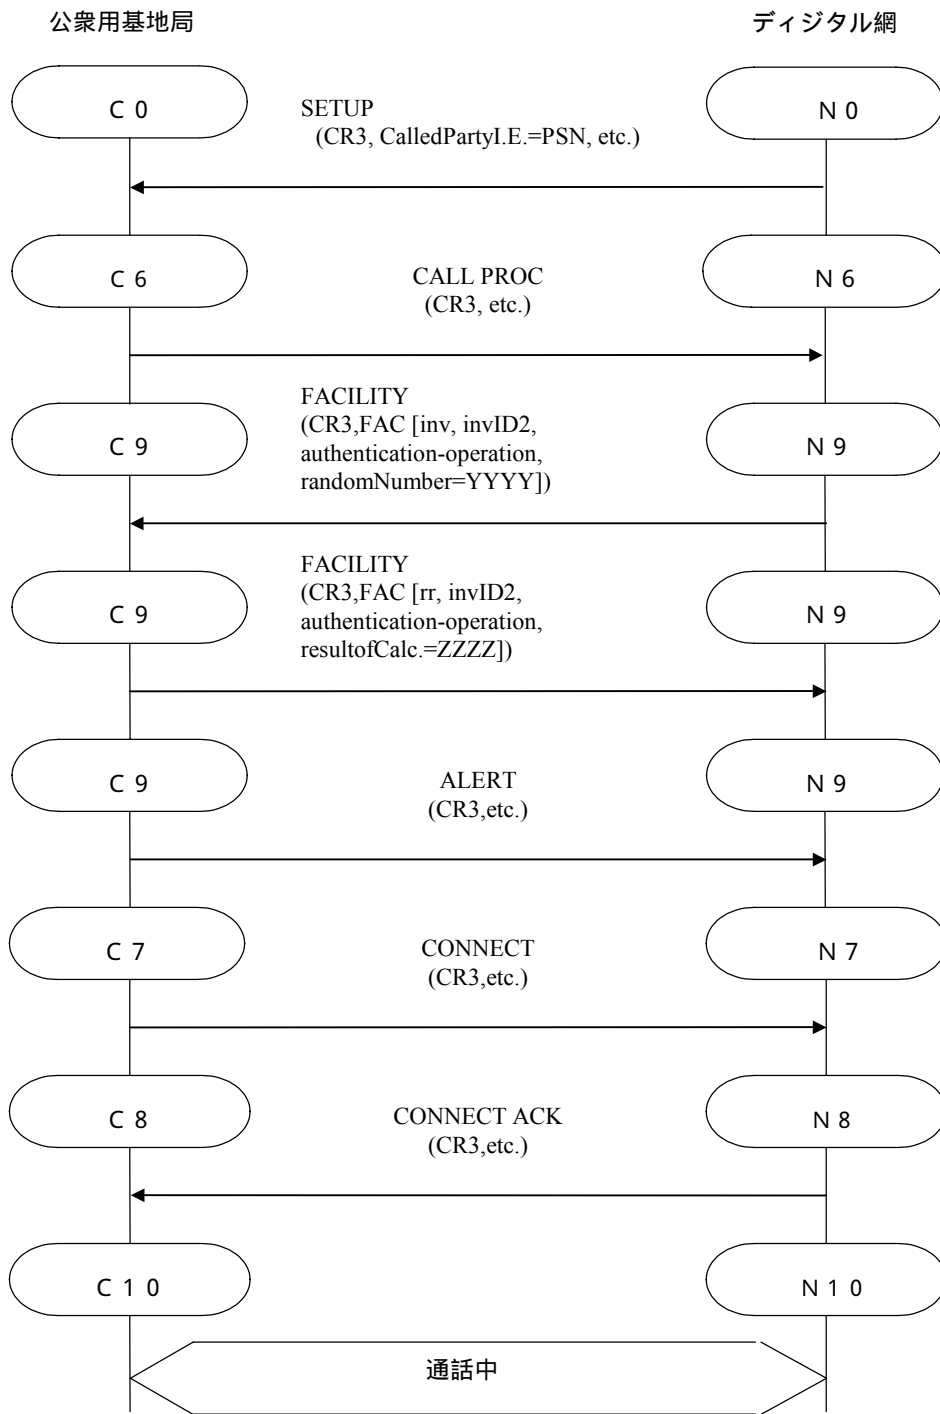 公衆用基地局
ディジタル網
C 0
SETUP
(CR3, CalledPartyI.E.=PSN, etc.)
N 0
C 6
CALL PROC
(CR3, etc.)
N 6
FACILITY
(CR3,FAC [inv, invID2,
authentication-operation,
randomNumber=YYYY])
C 9
N 9
FACILITY
(CR3,FAC [rr, invID2,
authentication-operation,
resultofCalc.=ZZZZ])
C 9
N 9
C 9
ALERT
(CR3,etc.)
N 9
C 7
CONNECT
(CR3,etc.)
N 7
C 8
CONNECT ACK
(CR3,etc.)
N 8
C 1 0
N 1 0
通話中